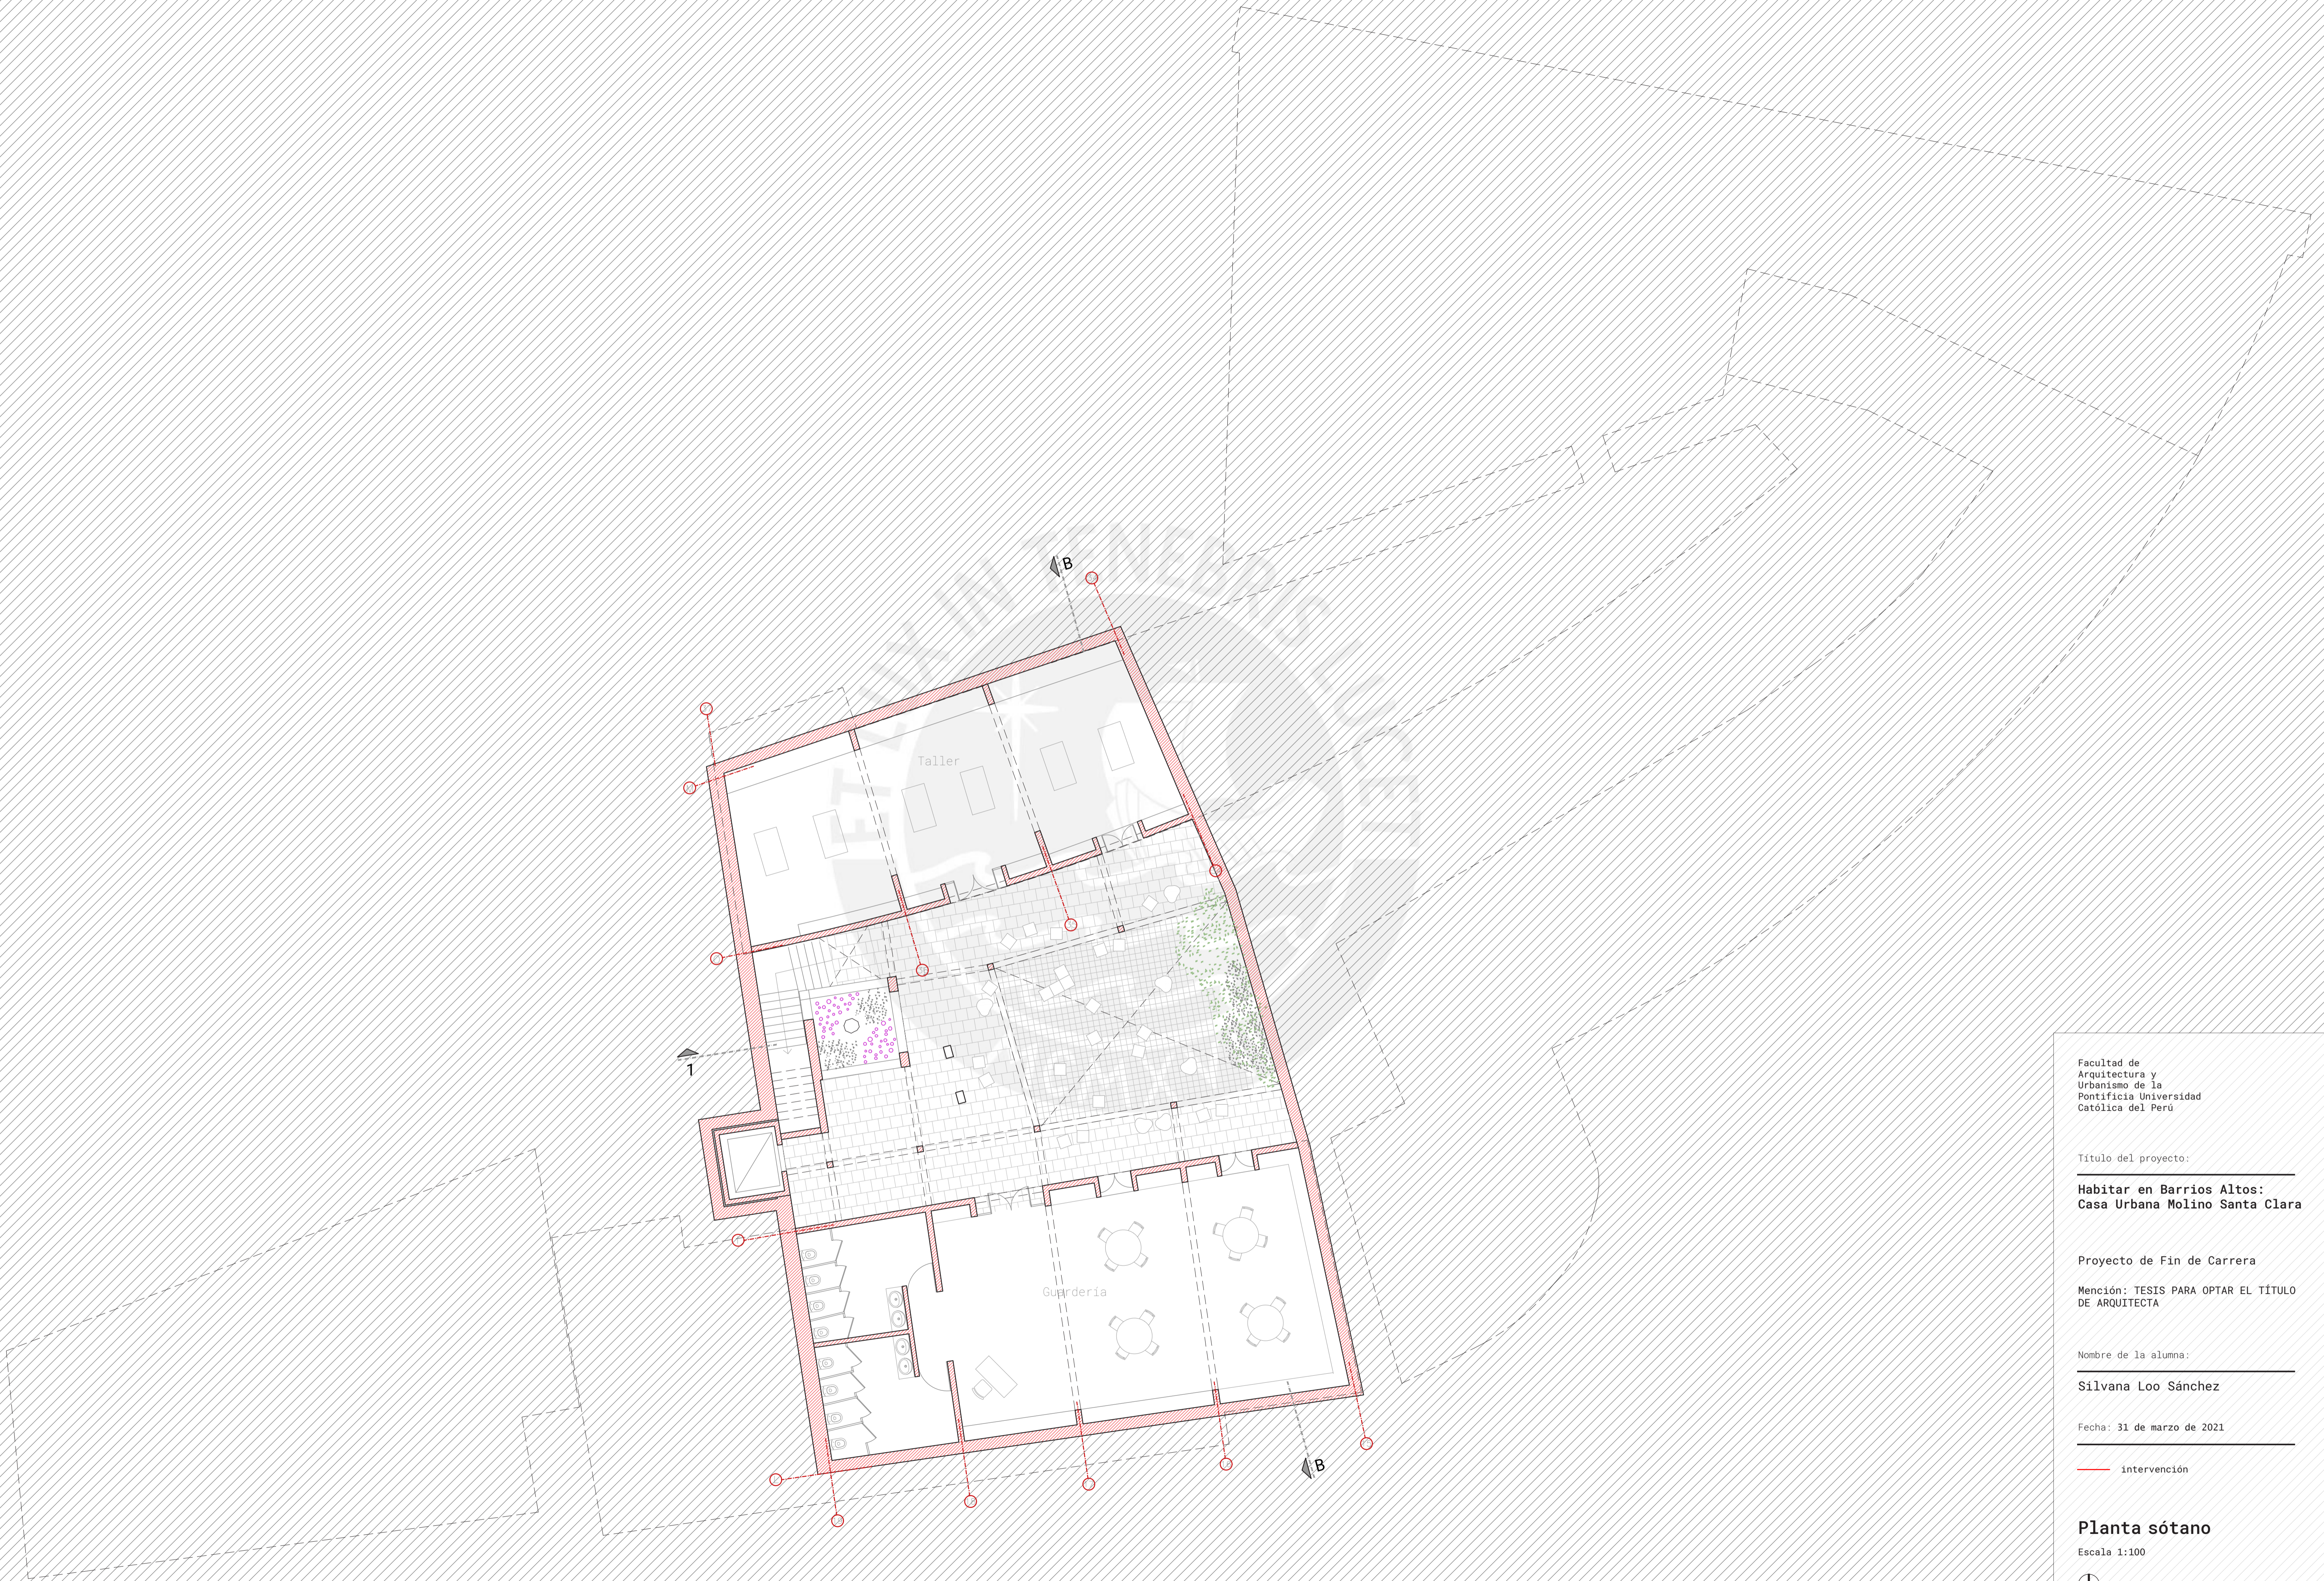 B
Taller
1
Guardería
B
Facultad de
Arquitectura y
Urbanismo de la
Pontificia Universidad
Católica del Perú
Título del proyecto:
Habitar en Barrios Altos:
Casa Urbana Molino Santa Clara
Proyecto de Fin de Carrera
Mención: TESIS PARA OPTAR EL TÍTULO
DE ARQUITECTA
Nombre de la alumna:
Silvana Loo Sánchez
Fecha: 31 de marzo de 2021
intervención
Planta sótano
Escala 1:100